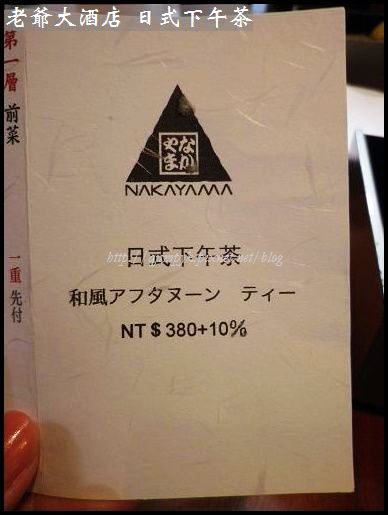 老爺大酒店 日式下午茶
第一層 前菜
一重 先付
なか
やま
NAKAYAMA
日式下午茶
和風アフタヌーン ティー
NT $ 380+10%